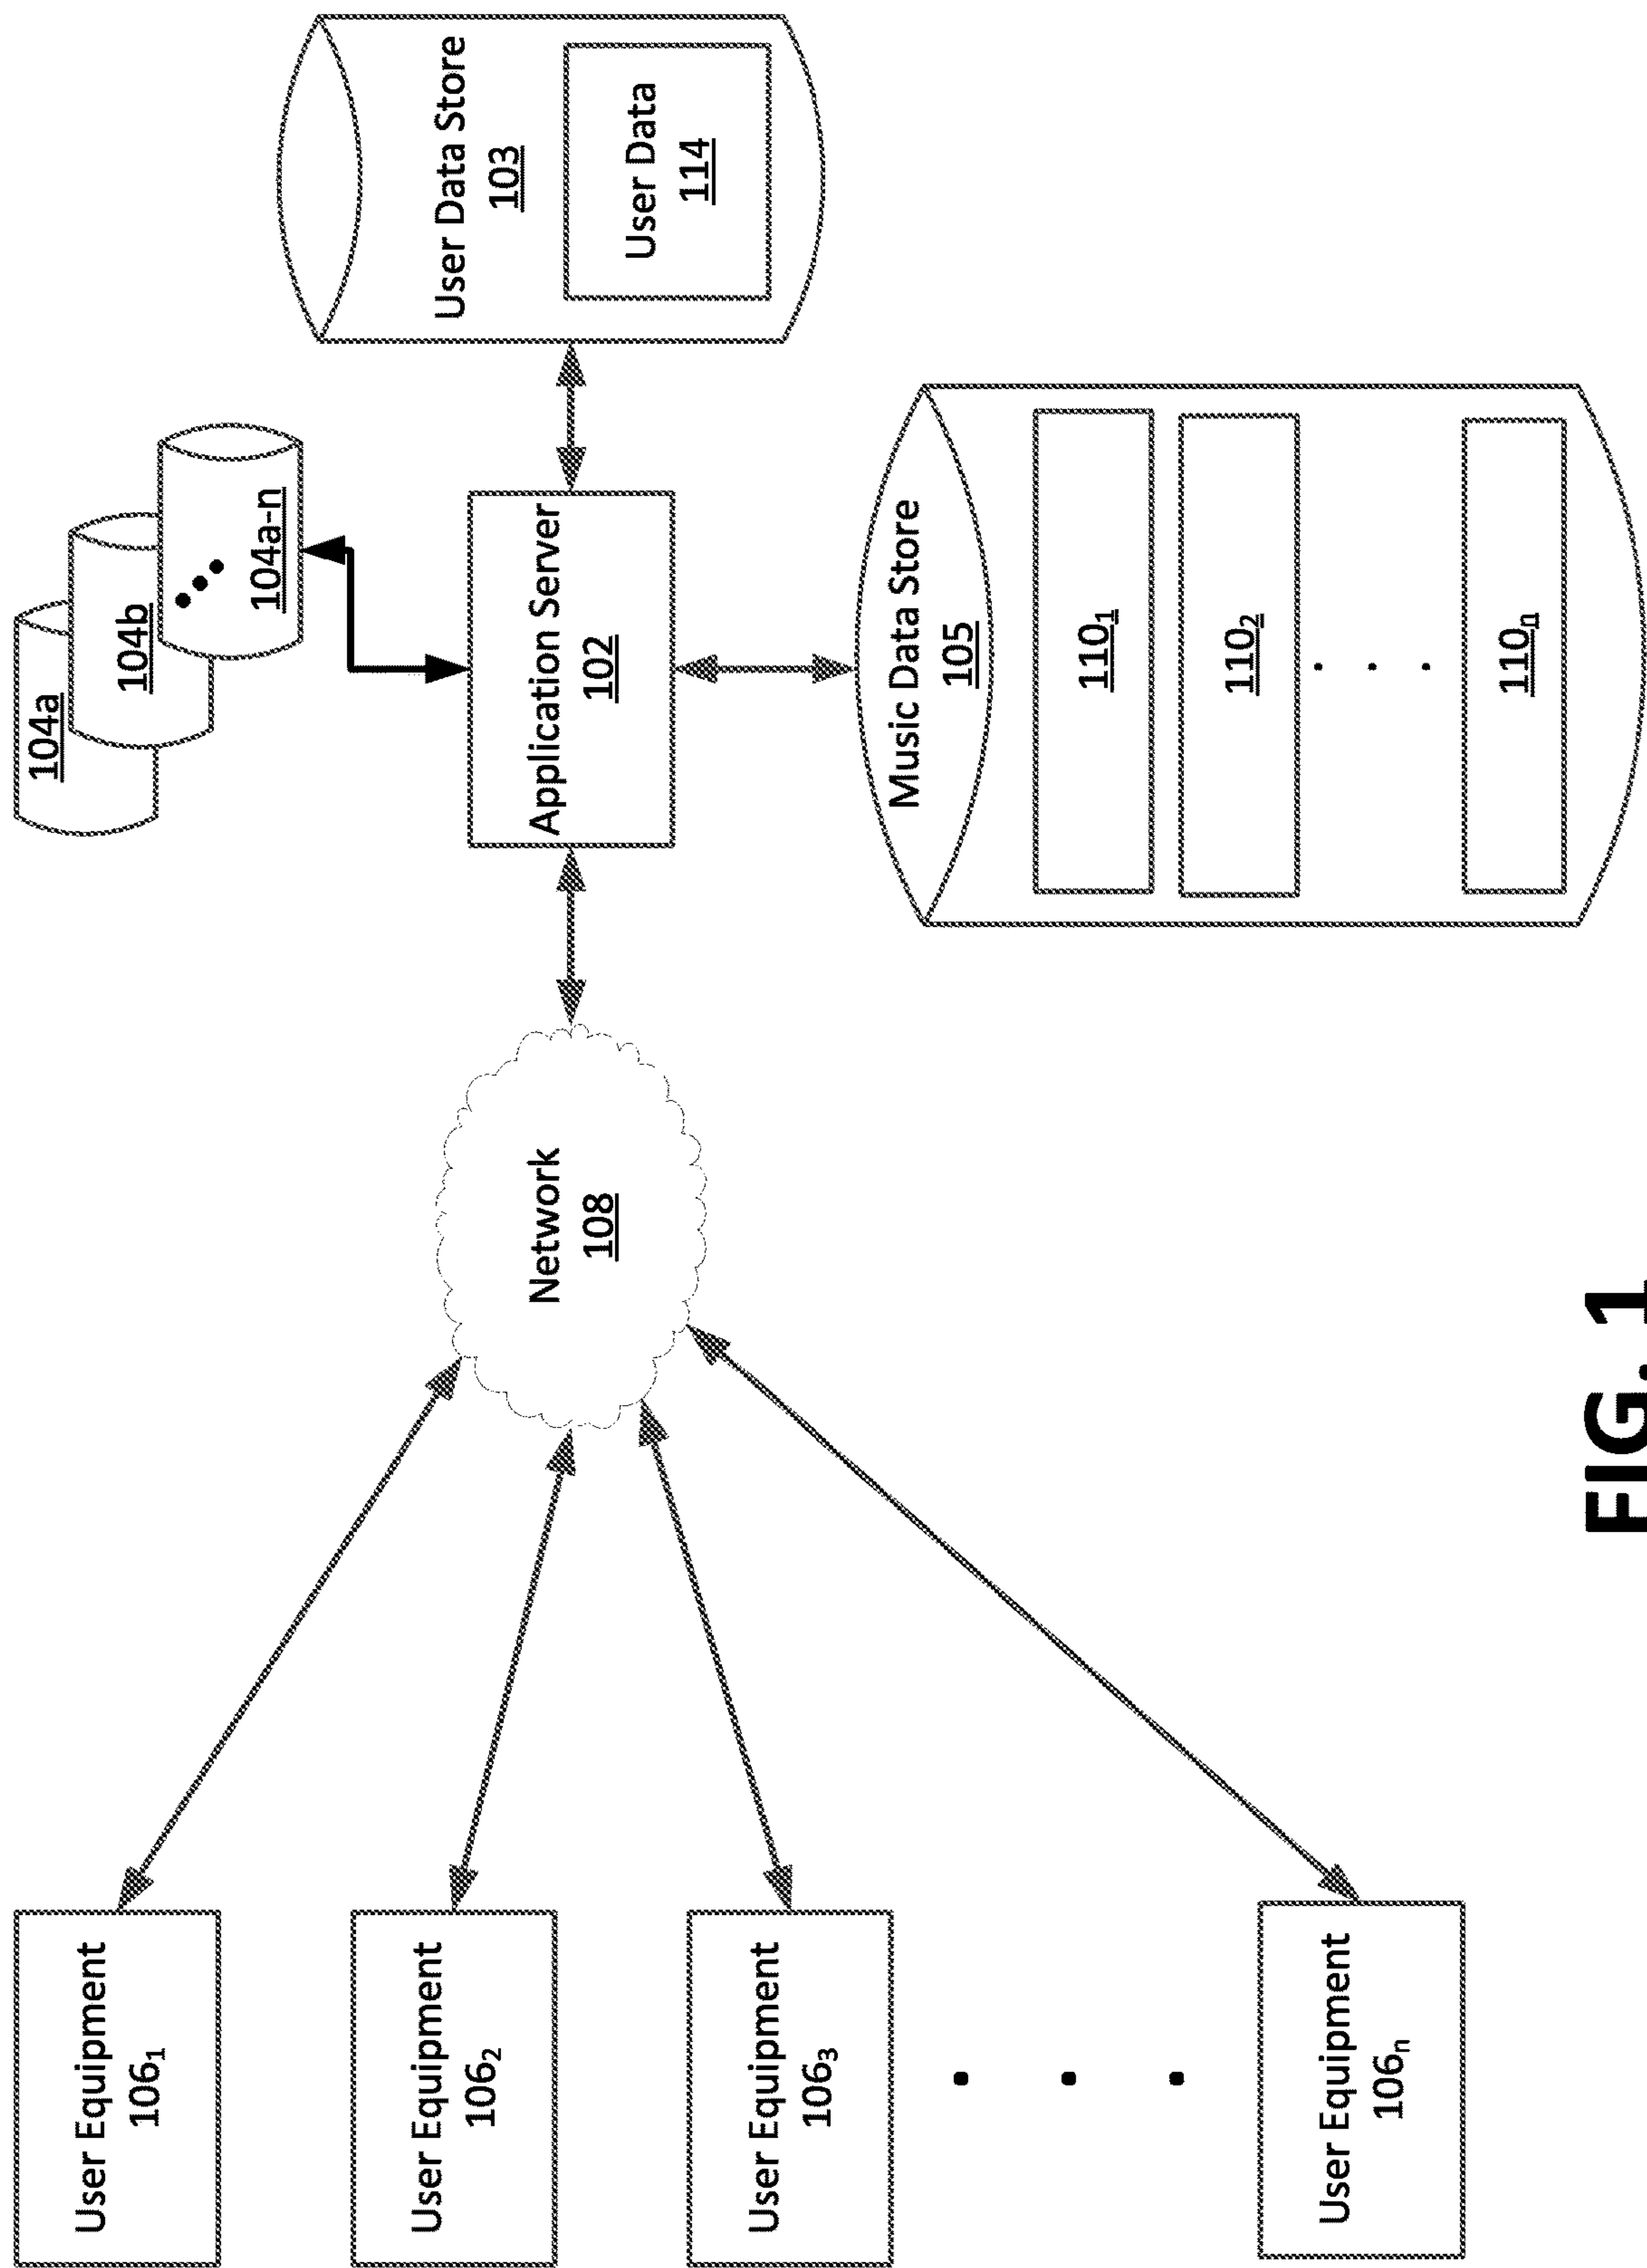 104a
104b
104a-n
User Data Store
103
User Data
114
Application Server
102
Music Data Store
105
110₁
110₂
110ₙ
Network
108
User Equipment
106₁
User Equipment
106₂
User Equipment
106₃
User Equipment
106ₙ
FIG. 1